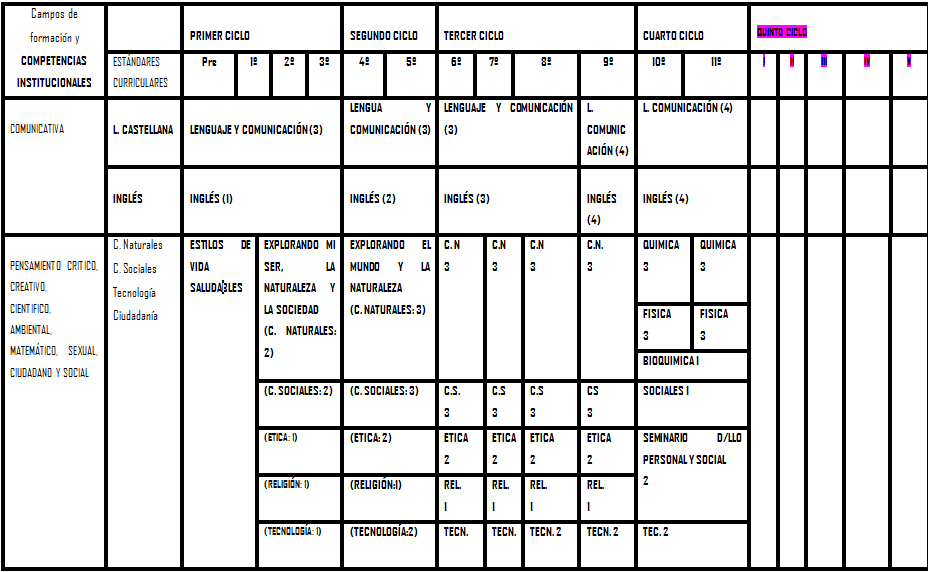 Campos de
formación y
COMPETENCIAS
INSTITUCIONALES
PRIMER CICLO
SEGUNDO CICLO
TERCER CICLO
CUARTO CICLO
QUINTO CICLO
ESTÁNDARES
CURRICULARES
Pre
1º
2º
3º
4º
5º
6º
7º
8º
9º
10º
11º
I
II
III
IV
V
COMUNICATIVA
L. CASTELLANA
LENGUAJE Y COMUNICACIÓN (3)
LENGUA Y
COMUNICACIÓN (3)
LENGUAJE Y COMUNCACIÓN
(3)
L.
COMUNIC
ACIÓN (4)
L. COMUNICACIÓN (4)
INGLÉS
INGLÉS (1)
INGLÉS (2)
INGLÉS (3)
INGLÉS
(4)
INGLÉS (4)
PENSAMIENTO CRITICO,
CREATIVO,
CIENTIFICO,
AMBIENTAL,
MATEMÁTICO, SEXUAL,
CIUDADANO Y SOCIAL
C. Naturales
C. Sociales
Tecnología
Ciudadanía
ESTILOS DE
VIDA
SALUDABLES
EXPLORANDO MI
SER, LA
NATURALEZA Y
LA SOCIEDAD
(C. NATURALES:
2)
EXPLORANDO EL
MUNDO Y LA
NATURALEZA
(C. NATURALES: 3)
C. N
3
C.N
3
C.N
3
C.N.
3
QUIMICA
3
QUIMICA
3
FISICA
3
FISICA
3
BIOQUIMICA 1
(C. SOCIALES: 2)
(C. SOCIALES: 3)
C.S.
3
C.S
3
C.S
3
CS
3
SOCIALES 1
(ETICA: 1)
(ETICA: 2)
ETICA
2
ETICA
2
ETICA
2
ETICA
2
SEMINARIO D/LLO
PERSONAL Y SOCIAL
2
(RELIGIÓN: 1)
(RELIGIÓN:1)
REL.
1
REL.
1
REL.
1
REL.
1
(TECNOLOGÍA: 1)
(TECNOLOGÍA:2)
TECN.
TECN.
TECN. 2
TECN. 2
TEC. 2